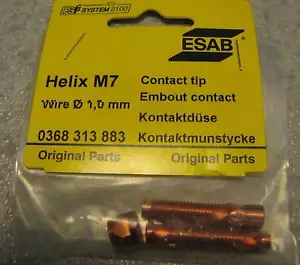 SYSTEM 2100
ESAB
Helix M7
Wire Ø 1,0 mm
0368 313 883
Original Parts
Contact tip
Embout contact
Kontaktdüse
Kontaktmunstycke
Original Parts